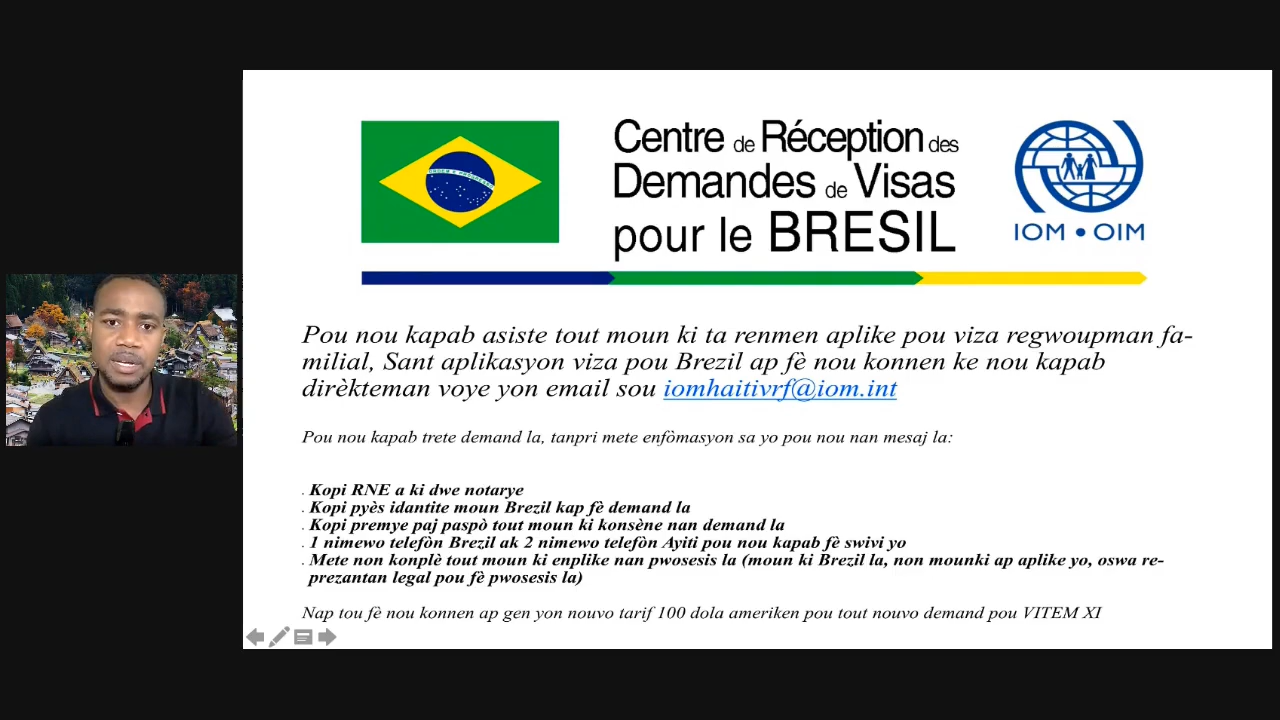 Centre de Réception des
Demandes de Visas
pour le BRESIL
IOM • OIM
Pou nou kapab asiste tout moun ki ta renmen aplike pou viza regwoupman fa-
milial, Sant aplikasyon viza pou Brezil ap fè nou konnen ke nou kapab
dirèkteman voye yon email sou iomhaitivrf@iom.int
Pou nou kapab trete demand la, tanpri mete enfòmasyon sa yo pou nou nan mesaj la:
. Kopi RNE a ki dwe notarye
. Kopi pyès idantite moun Brezil kap fè demand la
. Kopi premye paj paspò tout moun ki konsène nan demand la
. 1 nimewo telefòn Brezil ak 2 nimewo telefòn Ayiti pou nou kapab fè swivi yo
. Mete non konplè tout moun ki enplike nan pwosesis la (moun ki Brezil la, non mounki ap aplike yo, oswa re-
prezantan legal pou fè pwosesis la)
Nap tou fè nou konnen ap gen yon nouvo tarif 100 dola ameriken pou tout nouvo demand pou VITEM XI